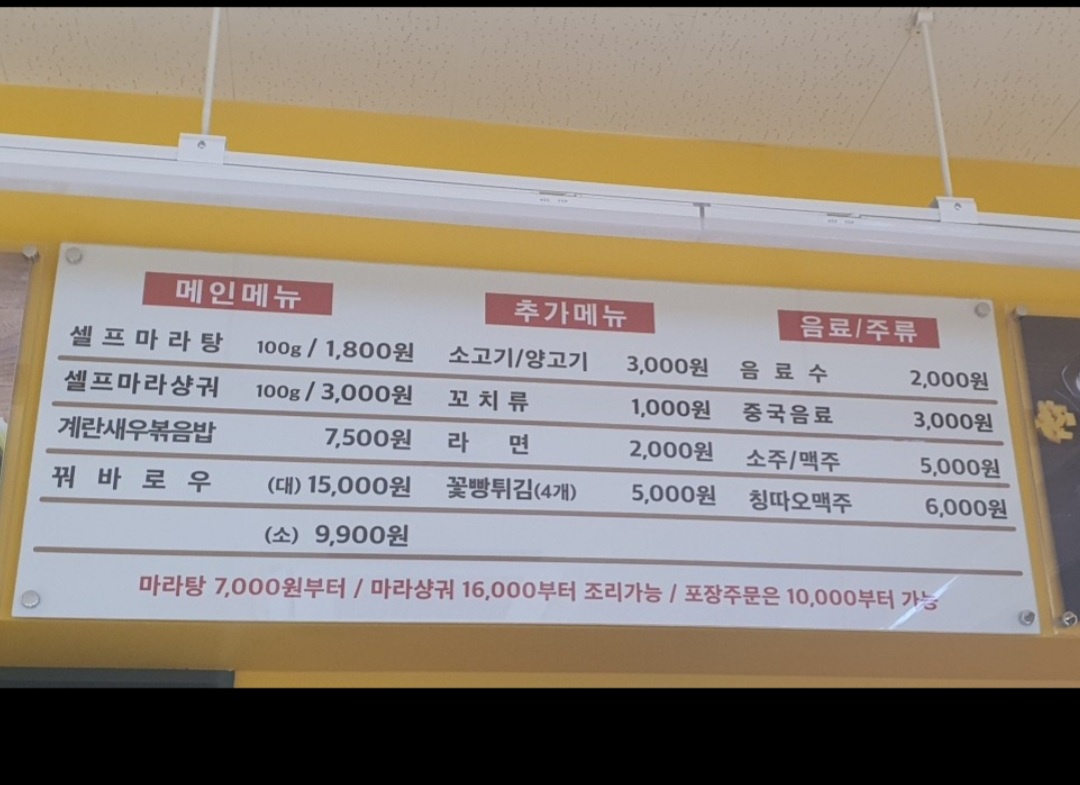 메인메뉴
셀프마라탕 100g / 1,800원
셀프마라샹궈 100g / 3,000원
계란새우볶음밥 7,500원
꿔바로우 (대) 15,000원
(소) 9,900원
추가메뉴
소고기/양고기 3,000원
꼬치류 1,000원
라면 2,000원
꽃빵튀김(4개) 5,000원
음료/주류
음료수 2,000원
중국음료 3,000원
소주/맥주 5,000원
칭따오맥주 6,000원
마라탕 7,000원부터 / 마라샹궈 16,000부터 조리가능 / 포장주문은 10,000부터 가능